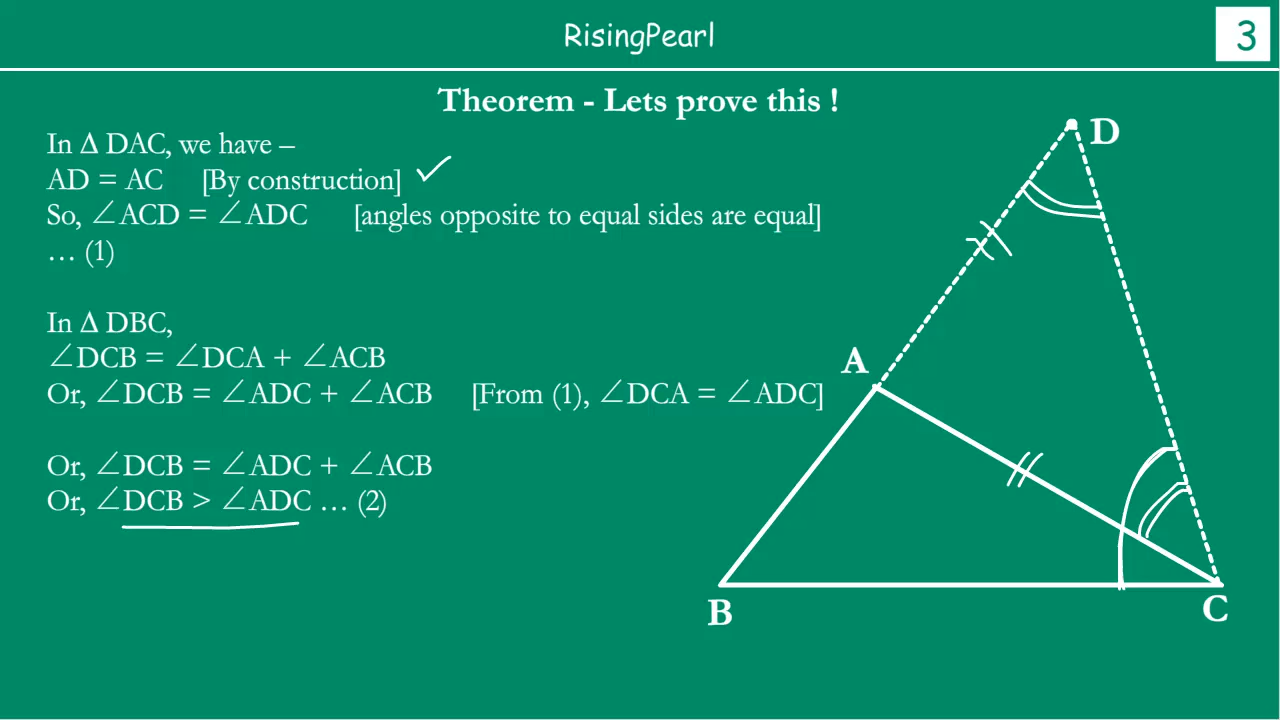 RisingPearl
3
Theorem - Lets prove this !
In Δ DAC, we have –
AD = AC [By construction]
So, ∠ACD = ∠ADC [angles opposite to equal sides are equal]
… (1)
In Δ DBC,
∠DCB = ∠DCA + ∠ACB
Or, ∠DCB = ∠ADC + ∠ACB [From (1), ∠DCA = ∠ADC]
Or, ∠DCB = ∠ADC + ∠ACB
Or, ∠DCB > ∠ADC … (2)
D
A
B
C